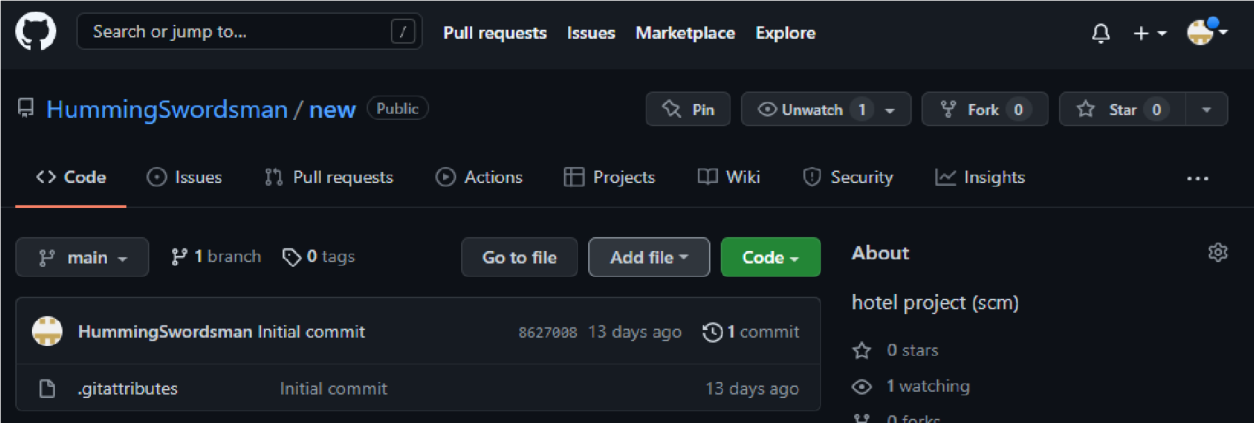 Search or jump to... / Pull requests Issues Marketplace Explore
HummingSwordsman / new Public Pin Unwatch 1 Fork 0 Star 0
Code Issues Pull requests Actions Projects Wiki Security Insights ...
main 1 branch 0 tags Go to file Add file Code
HummingSwordsman Initial commit 8627008 13 days ago 1 commit
.gitattributes Initial commit 13 days ago
About
hotel project (scm)
0 stars
1 watching
0 forks